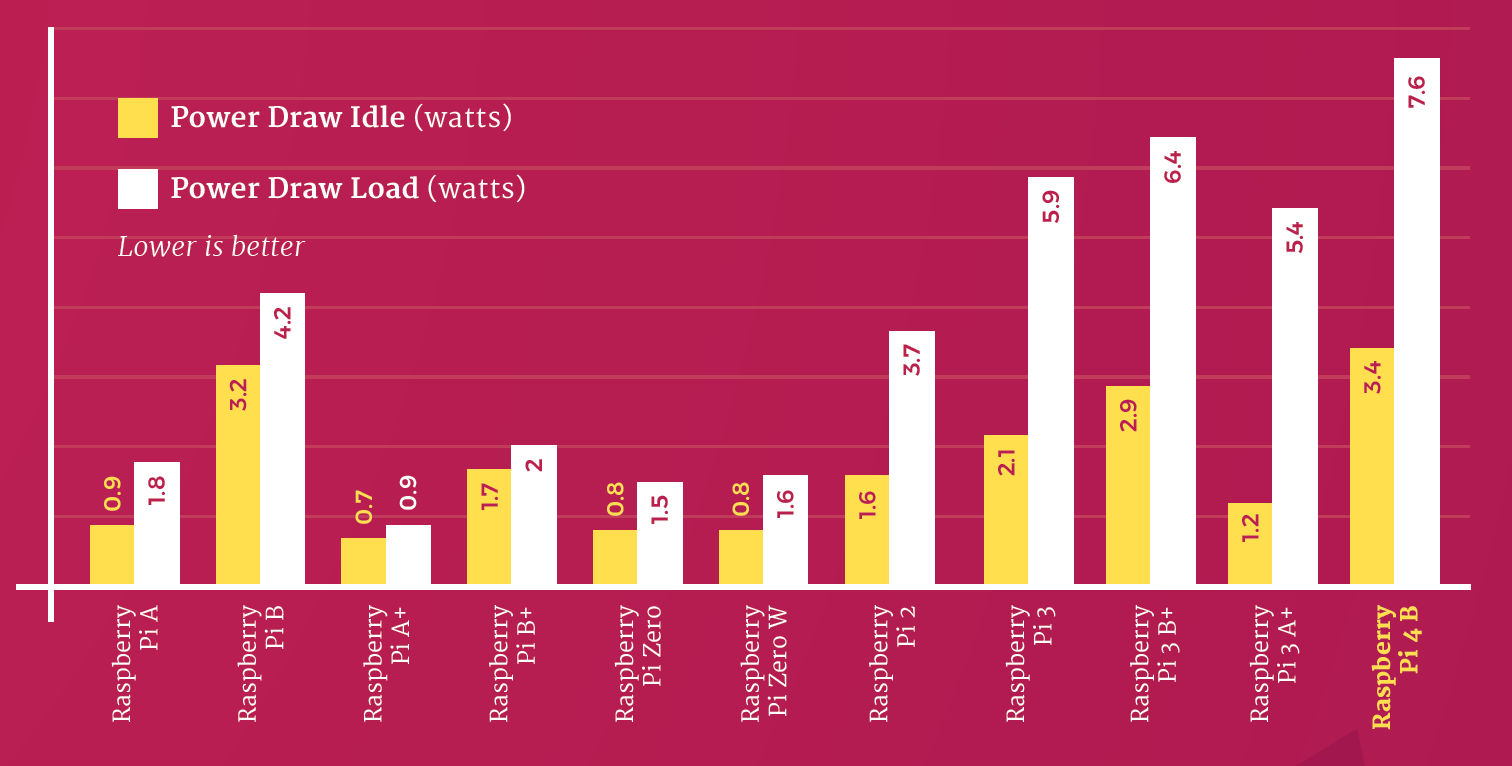 Power Draw Idle (watts)
Power Draw Load (watts)
Lower is better
0.9
1.8
3.2
4.2
0.7
0.9
1.7
2
0.8
1.5
0.8
1.6
1.6
3.7
2.1
5.9
2.9
6.4
1.2
5.4
3.4
7.6
Raspberry
Pi A
Raspberry
Pi B
Raspberry
Pi A+
Raspberry
Pi B+
Raspberry
Pi Zero
Raspberry
Pi Zero W
Raspberry
Pi 2
Raspberry
Pi 3
Raspberry
Pi 3 B+
Raspberry
Pi 3 A+
Raspberry
Pi 4 B